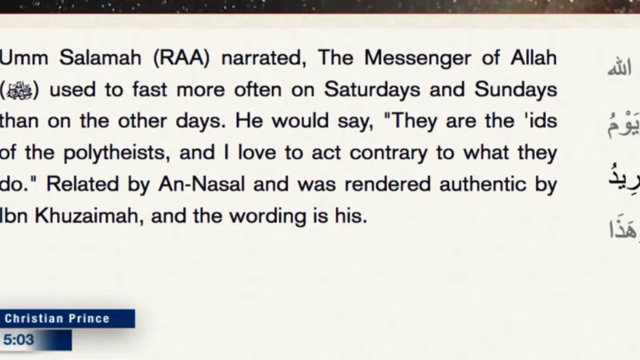 Umm Salamah (RAA) narrated, The Messenger of Allah
(ﷺ) used to fast more often on Saturdays and Sundays
than on the other days. He would say, "They are the 'ids
of the polytheists, and I love to act contrary to what they
do." Related by An-Nasal and was rendered authentic by
Ibn Khuzaimah, and the wording is his.
الله
يَوْمُ
رِيدُ
وَهَذَا
Christian Prince
5:03